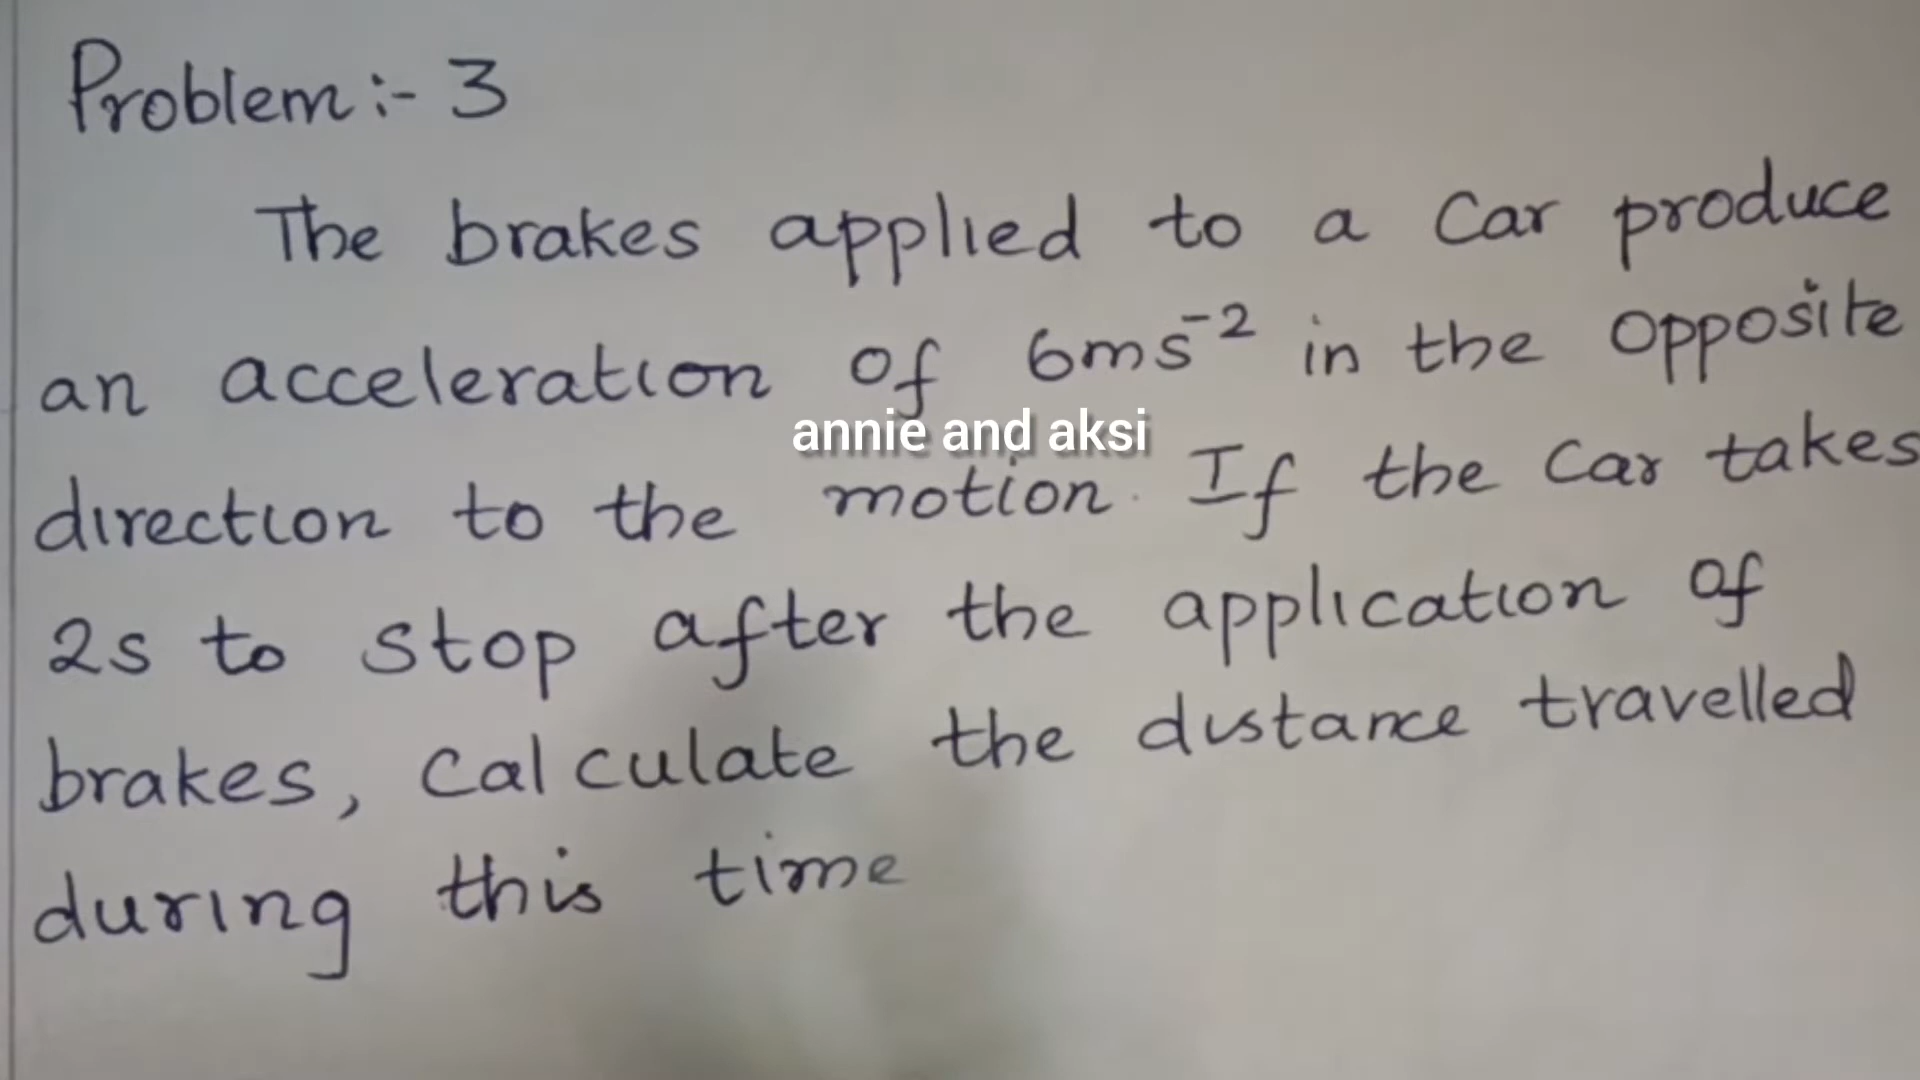 Problem:- 3
The brakes applied to a Car produce
an acceleration of 6ms⁻² in the opposite
annie and aksi
direction to the motion. If the Car takes
2s to stop after the application of
brakes, Calculate the distance travelled
during this time